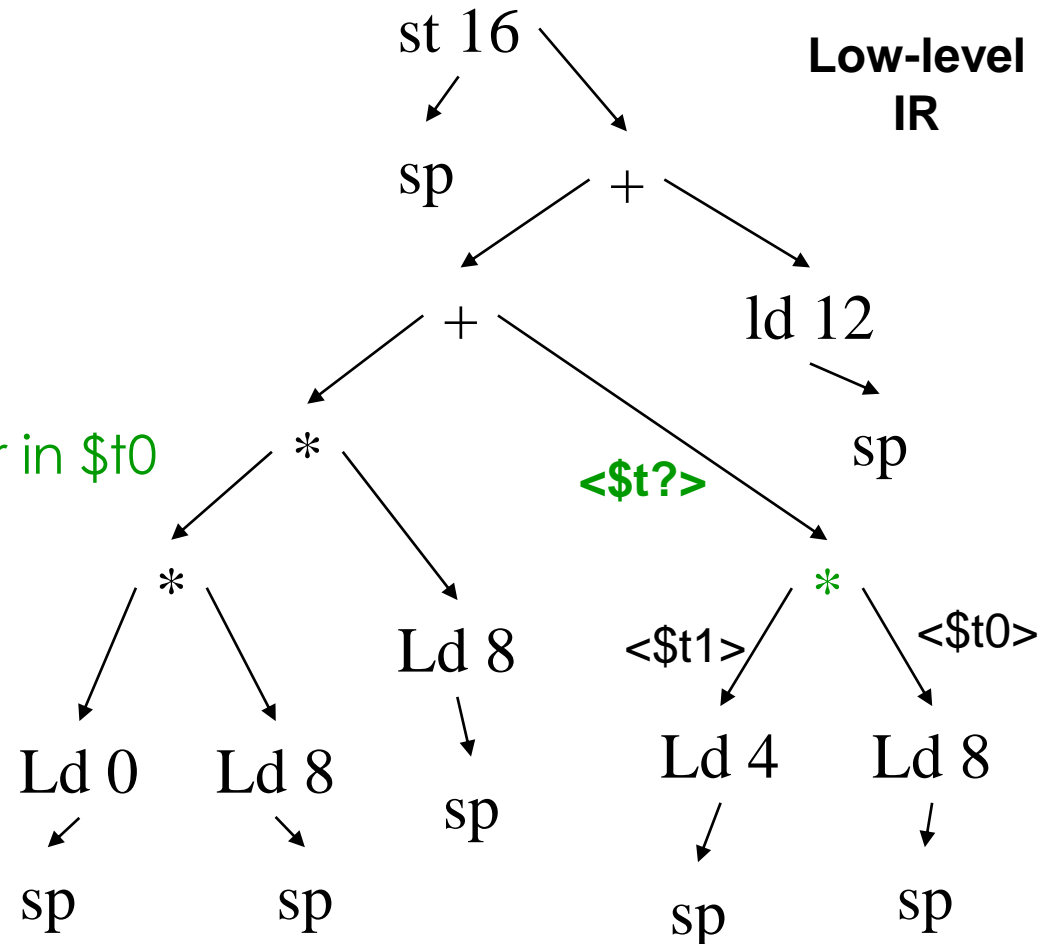 st 16
Low-level
IR
sp
+
+
ld 12
in $t0
*
<$t?>
sp
*
*
Ld 8
<$t1>
<$t0>
Ld 0
Ld 8
sp
Ld 4
Ld 8
sp
sp
sp
sp